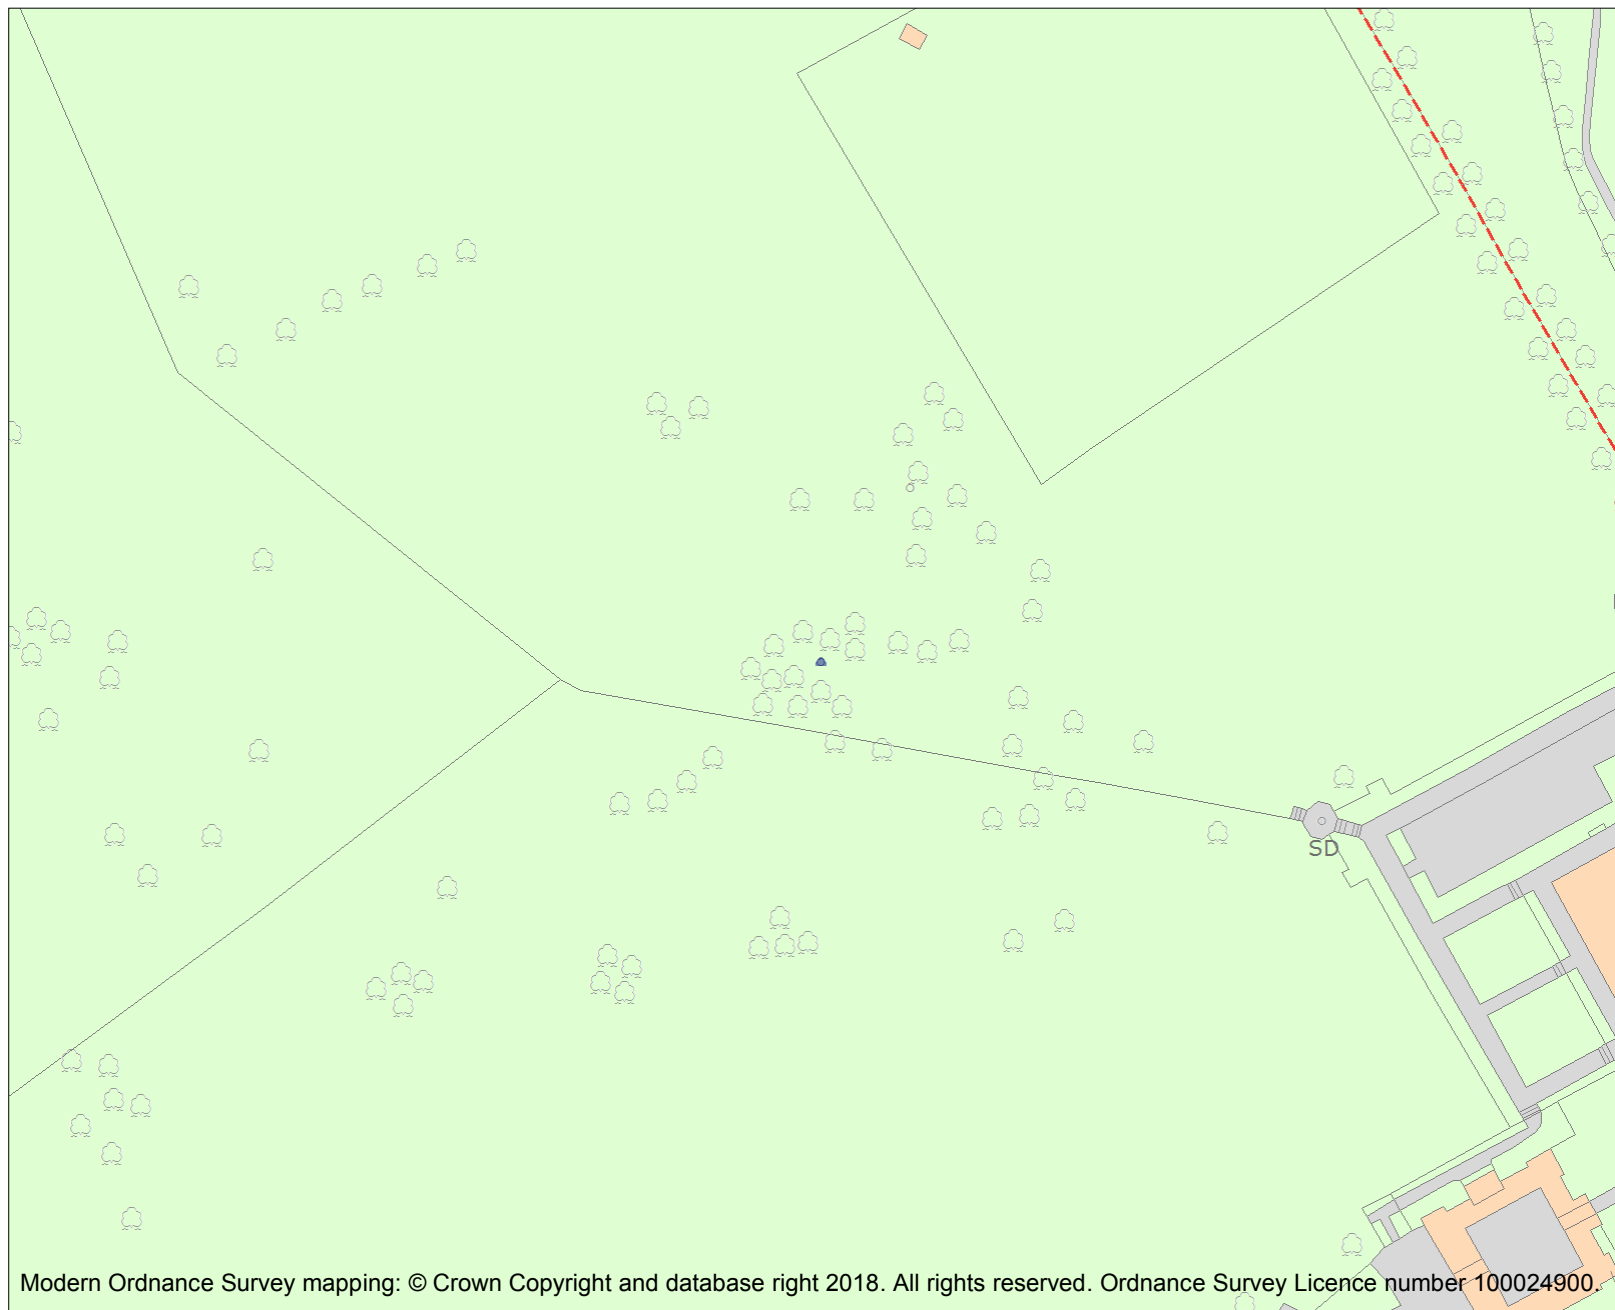 SD
Modern Ordnance Survey mapping: © Crown Copyright and database right 2018. All rights reserved. Ordnance Survey Licence number 100024900.